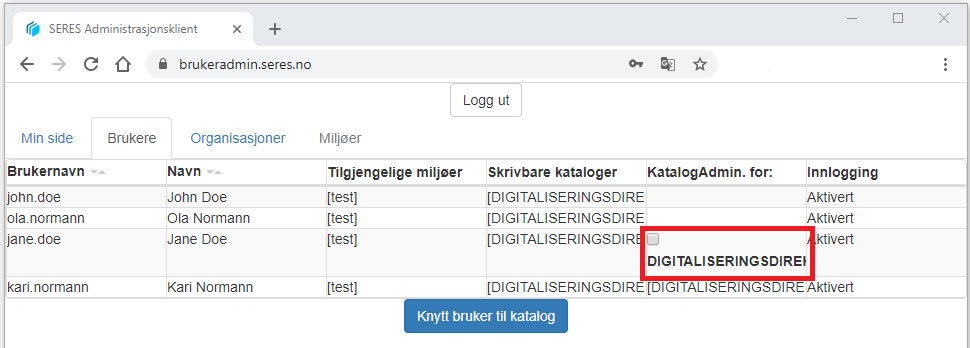 SERES Administrasjonsklient
brukeradmin.seres.no
Logg ut
Min side Brukere Organisasjoner Miljøer
Brukernavn Navn Tilgjengelige miljøer Skrivbare kataloger KatalogAdmin. for: Innlogging
john.doe John Doe [test] [DIGITALISERINGSDIRE Aktivert
ola.normann Ola Normann [test] [DIGITALISERINGSDIRE Aktivert
jane.doe Jane Doe [test] [DIGITALISERINGSDIRE Aktivert
DIGITALISERINGSDIREK
kari.normann Kari Normann [test] [DIGITALISERINGSDIRE [DIGITALISERINGSDIRE Aktivert
Knytt bruker til katalog